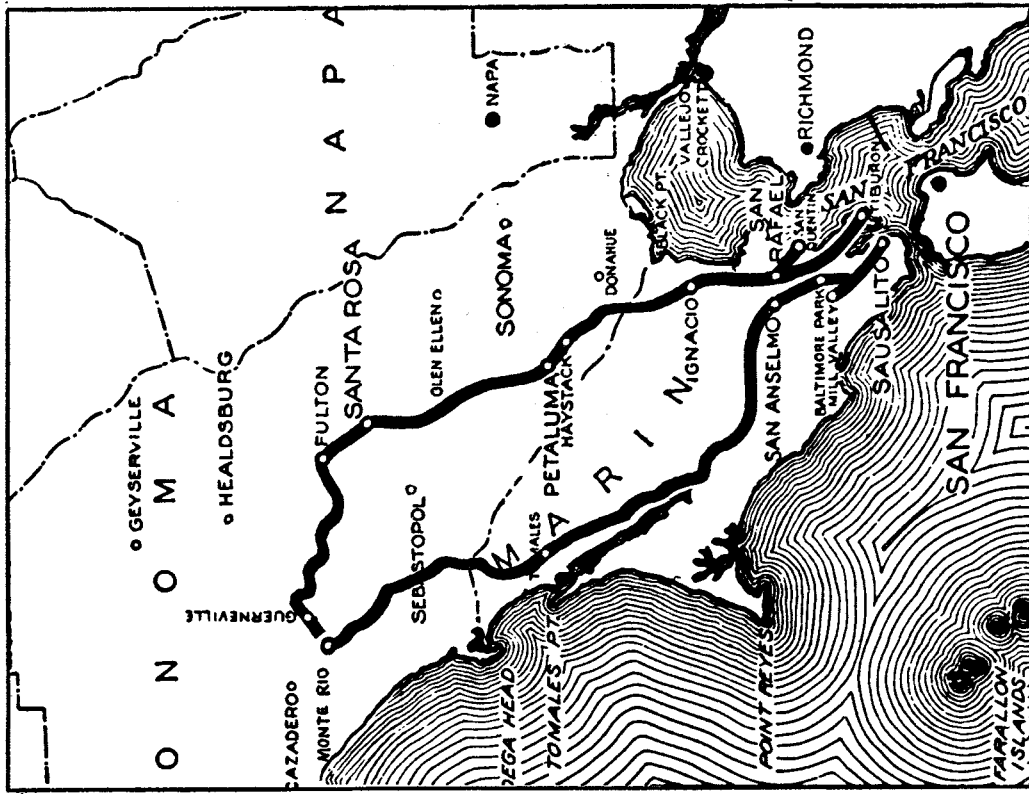 GEYSERVILLE
HEALDSBURG
SONOMA
NAPA
NAPA
FULTON
SANTA ROSA
GUERNEVILLE
CAZADERO
MONTE RIO
GLEN ELLEN
SONOMA
SEBASTOPOL
DONAHUE
PETALUMA
HAYSTACK
TOMALES
MARIN
IGNACIO
BLACK PT.
VALLEJO
CROCKETT
RICHMOND
SAN
RAFAEL
SAN
QUENTIN
SAN FRANCISCO
TIBURON
SAN ANSELMO
BALTIMORE PARK
MILL VALLEY
SAUSALITO
SAN FRANCISCO
EGA HEAD
TOMALES PT.
POINT REYES
FARALLON
ISLANDS